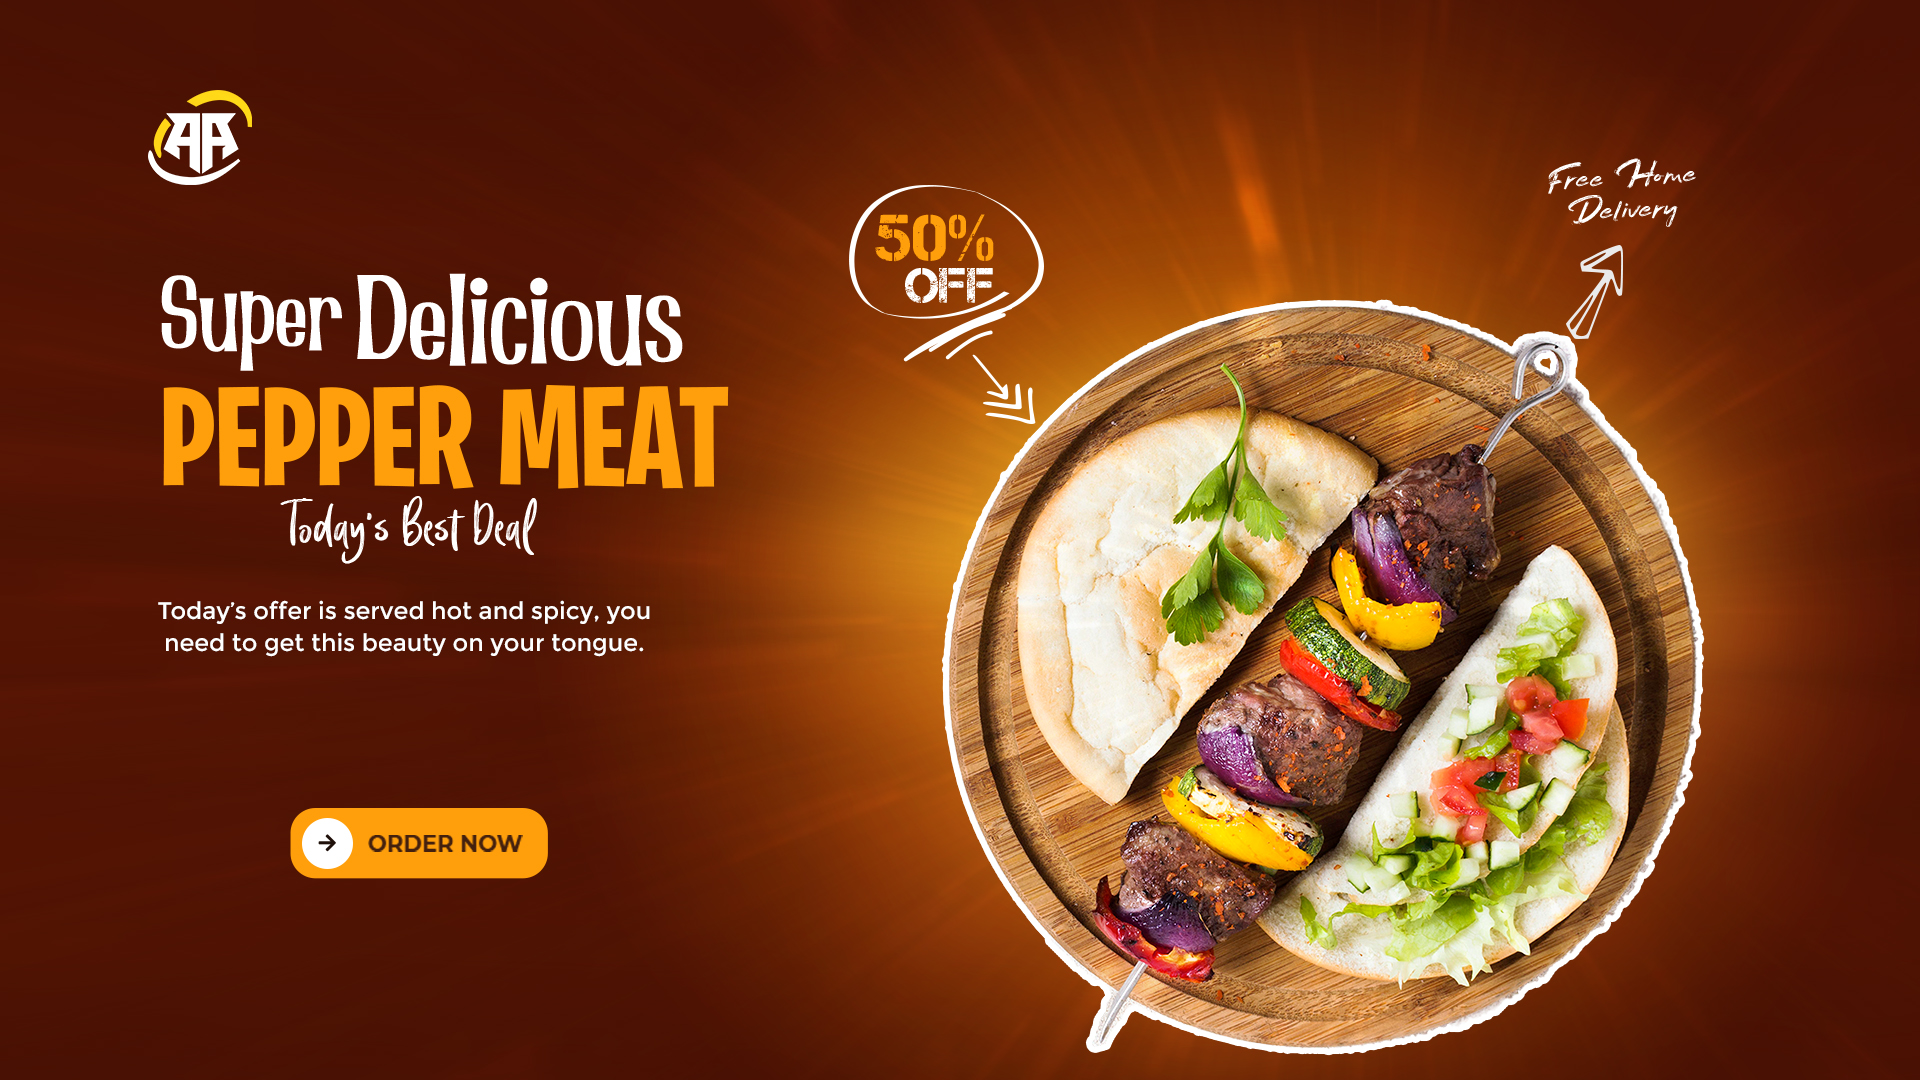 AA
Super Delicious
PEPPER MEAT
Today's Best Deal
Today’s offer is served hot and spicy, you
need to get this beauty on your tongue.
ORDER NOW
50%
OFF
Free Home
Delivery